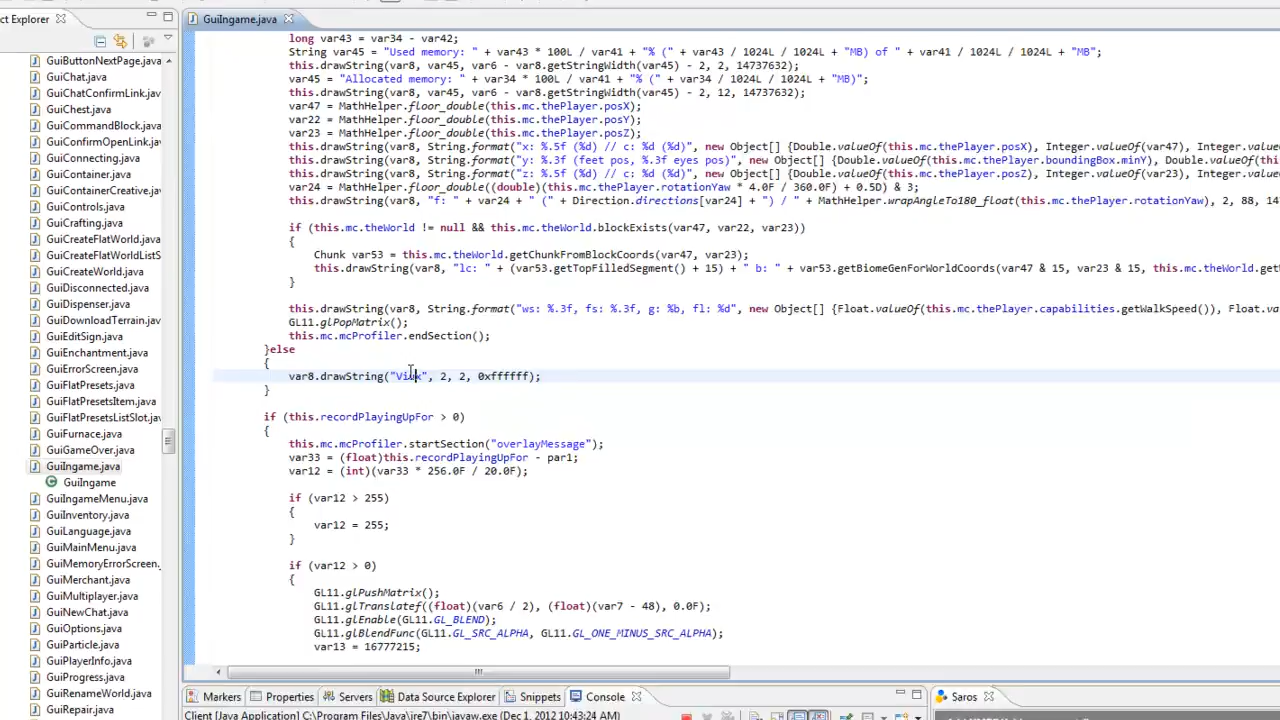 ct Explorer
GuiIngame.java
GuiButtonNextPage.java
GuiChat.java
GuiChatConfirmLink.jav
GuiChest.java
GuiCommandBlock.java
GuiConfirmOpenLink.jav
GuiConnecting.java
GuiContainer.java
GuiContainerCreative.jav
GuiControls.java
GuiCrafting.java
GuiCreateFlatWorld.java
GuiCreateFlatWorldListS
GuiCreateWorld.java
GuiDisconnected.java
GuiDispenser.java
GuiDownloadTerrain.jav
GuiEditSign.java
GuiEnchantment.java
GuiErrorScreen.java
GuiFlatPresets.java
GuiFlatPresetsItem.java
GuiFlatPresetsListSlot.jav
GuiFurnace.java
GuiGameOver.java
GuiIngame.java
GuiIngame
GuiIngameMenu.java
GuiInventory.java
GuiLanguage.java
GuiMainMenu.java
GuiMemoryErrorScreen.
GuiMerchant.java
GuiMultiplayer.java
GuiNewChat.java
GuiOptions.java
GuiParticle.java
GuiPlayerInfo.java
GuiProgress.java
GuiRenameWorld.java
GuiRepair.java
long var43 = var34 - var42;
String var45 = "Used memory: " + var43 * 100L / var41 + "% (" + var43 / 1024L / 1024L + "MB) of " + var41 / 1024L / 1024L + "MB";
this.drawString(var8, var45, var6 - var8.getStringWidth(var45) - 2, 2, 14737632);
var45 = "Allocated memory: " + var34 * 100L / var41 + "% (" + var34 / 1024L / 1024L + "MB)";
this.drawString(var8, var45, var6 - var8.getStringWidth(var45) - 2, 12, 14737632);
var47 = MathHelper.floor_double(this.mc.thePlayer.posX);
var22 = MathHelper.floor_double(this.mc.thePlayer.posY);
var23 = MathHelper.floor_double(this.mc.thePlayer.posZ);
this.drawString(var8, String.format("x: %.5f (%d) // c: %d (%d)", new Object[] {Double.valueOf(this.mc.thePlayer.posX), Integer.valueOf(var47), Integer.valu
this.drawString(var8, String.format("y: %.3f (feet pos, %.3f eyes pos)", new Object[] {Double.valueOf(this.mc.thePlayer.boundingBox.minY), Double.valueOf(
this.drawString(var8, String.format("z: %.5f (%d) // c: %d (%d)", new Object[] {Double.valueOf(this.mc.thePlayer.posZ), Integer.valueOf(var23), Integer.valu
var24 = MathHelper.floor_double((double)(this.mc.thePlayer.rotationYaw * 4.0F / 360.0F) + 0.5D) & 3;
this.drawString(var8, "f: " + var24 + " (" + Direction.directions[var24] + ") / " + MathHelper.wrapAngleTo180_float(this.mc.thePlayer.rotationYaw), 2, 88, 147
if (this.mc.theWorld != null && this.mc.theWorld.blockExists(var47, var22, var23))
{
Chunk var53 = this.mc.theWorld.getChunkFromBlockCoords(var47, var23);
this.drawString(var8, "lc: " + (var53.getTopFilledSegment() + 15) + " b: " + var53.getBiomeGenForWorldCoords(var47 & 15, var23 & 15, this.mc.theWorld.get
}
this.drawString(var8, String.format("ws: %.3f, fs: %.3f, g: %b, fl: %d", new Object[] {Float.valueOf(this.mc.thePlayer.capabilities.getWalkSpeed()), Float.va
GL11.glPopMatrix();
this.mc.mcProfiler.endSection();
}else
{
var8.drawString("Viux", 2, 2, 0xffffff);
}
if (this.recordPlayingUpFor > 0)
{
this.mc.mcProfiler.startSection("overlayMessage");
var33 = (float)this.recordPlayingUpFor - par1;
var12 = (int)(var33 * 256.0F / 20.0F);
if (var12 > 255)
{
var12 = 255;
}
if (var12 > 0)
{
GL11.glPushMatrix();
GL11.glTranslatef((float)(var6 / 2), (float)(var7 - 48), 0.0F);
GL11.glEnable(GL11.GL_BLEND);
GL11.glBlendFunc(GL11.GL_SRC_ALPHA, GL11.GL_ONE_MINUS_SRC_ALPHA);
var13 = 16777215;
Markers Properties Servers Data Source Explorer Snippets Console Saros
Client [Java Application] C:\Program Files\Java\jre7\bin\javaw.exe (Dec 1, 2012 10:43:24 AM)